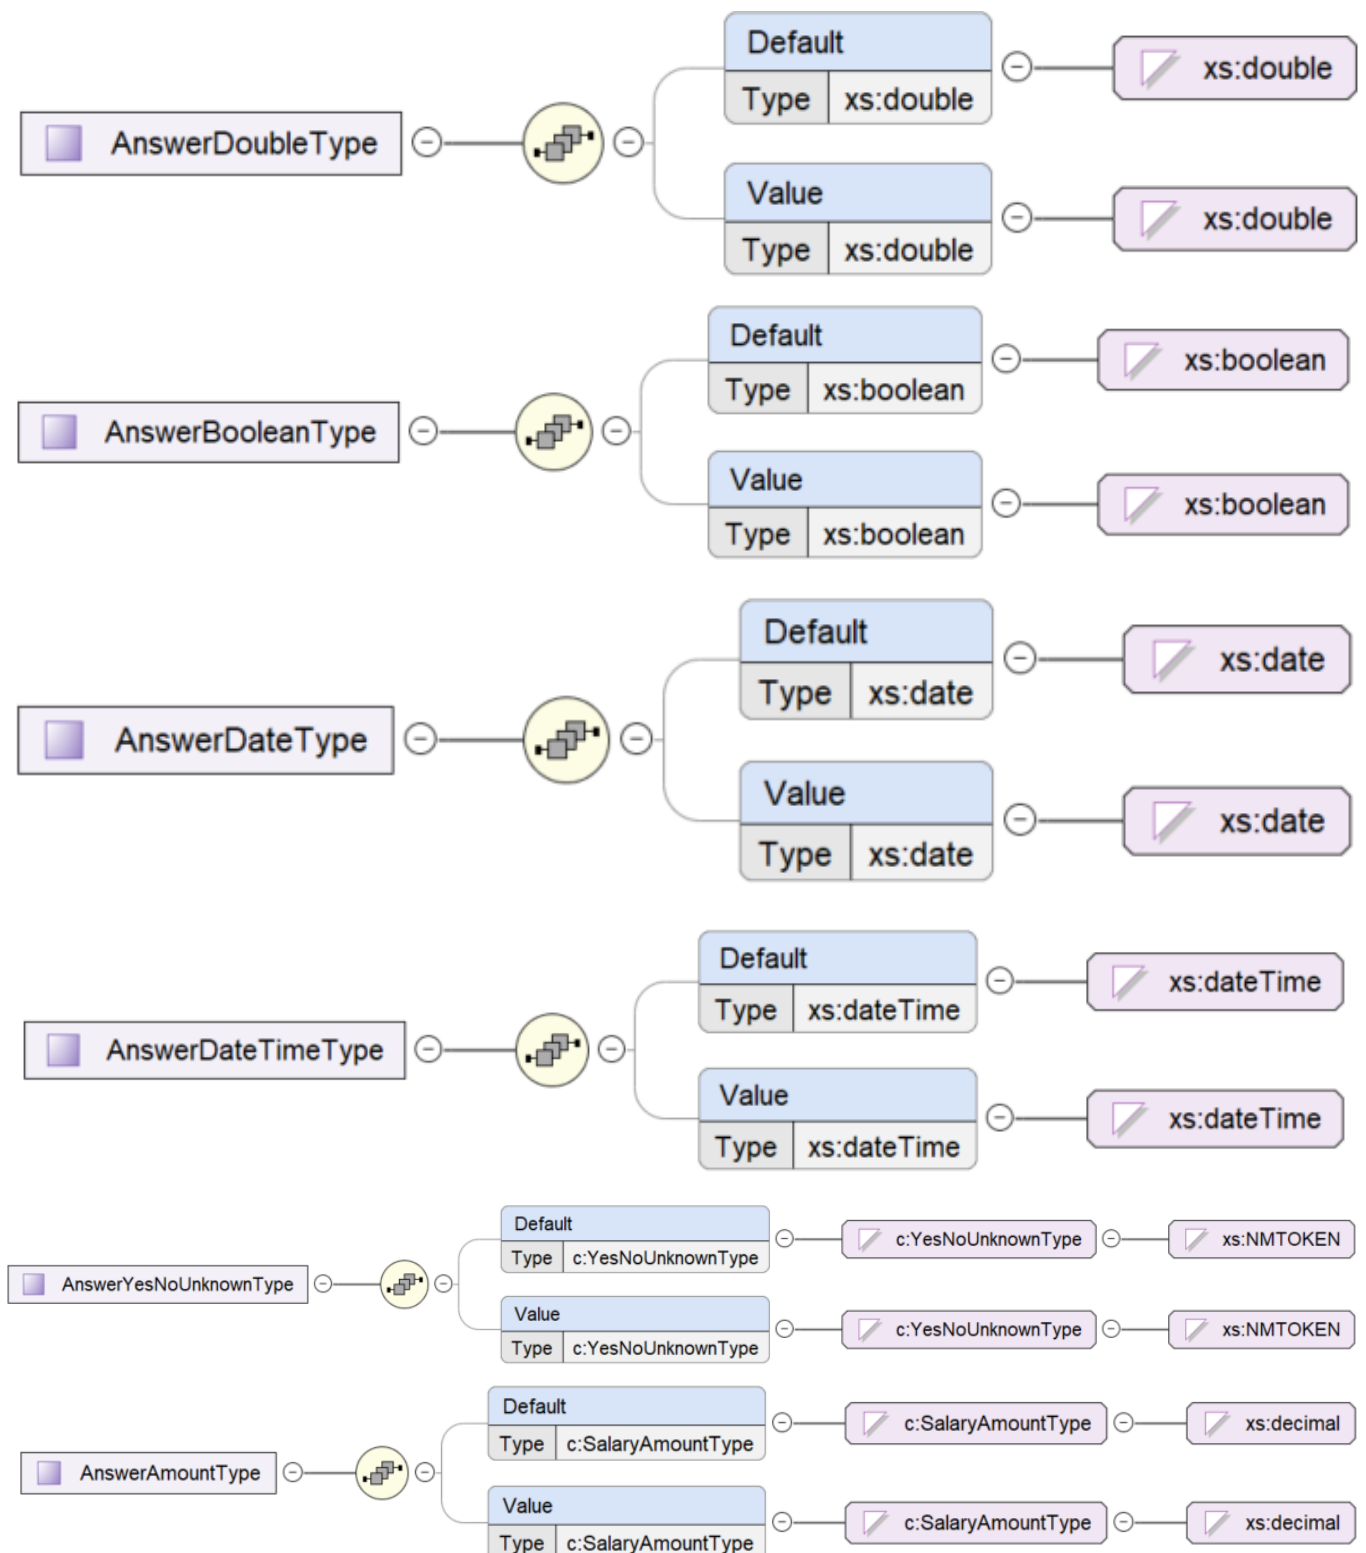 Default
Type xs:double
xs:double
AnswerDoubleType
Value
Type xs:double
xs:double
Default
Type xs:boolean
xs:boolean
AnswerBooleanType
Value
Type xs:boolean
xs:boolean
Default
Type xs:date
xs:date
AnswerDateType
Value
Type xs:date
xs:date
Default
Type xs:dateTime
xs:dateTime
AnswerDateTimeType
Value
Type xs:dateTime
xs:dateTime
Default
Type c:YesNoUnknownType
c:YesNoUnknownType
xs:NMTOKEN
AnswerYesNoUnknownType
Value
Type c:YesNoUnknownType
c:YesNoUnknownType
xs:NMTOKEN
Default
Type c:SalaryAmountType
c:SalaryAmountType
xs:decimal
AnswerAmountType
Value
Type c:SalaryAmountType
c:SalaryAmountType
xs:decimal